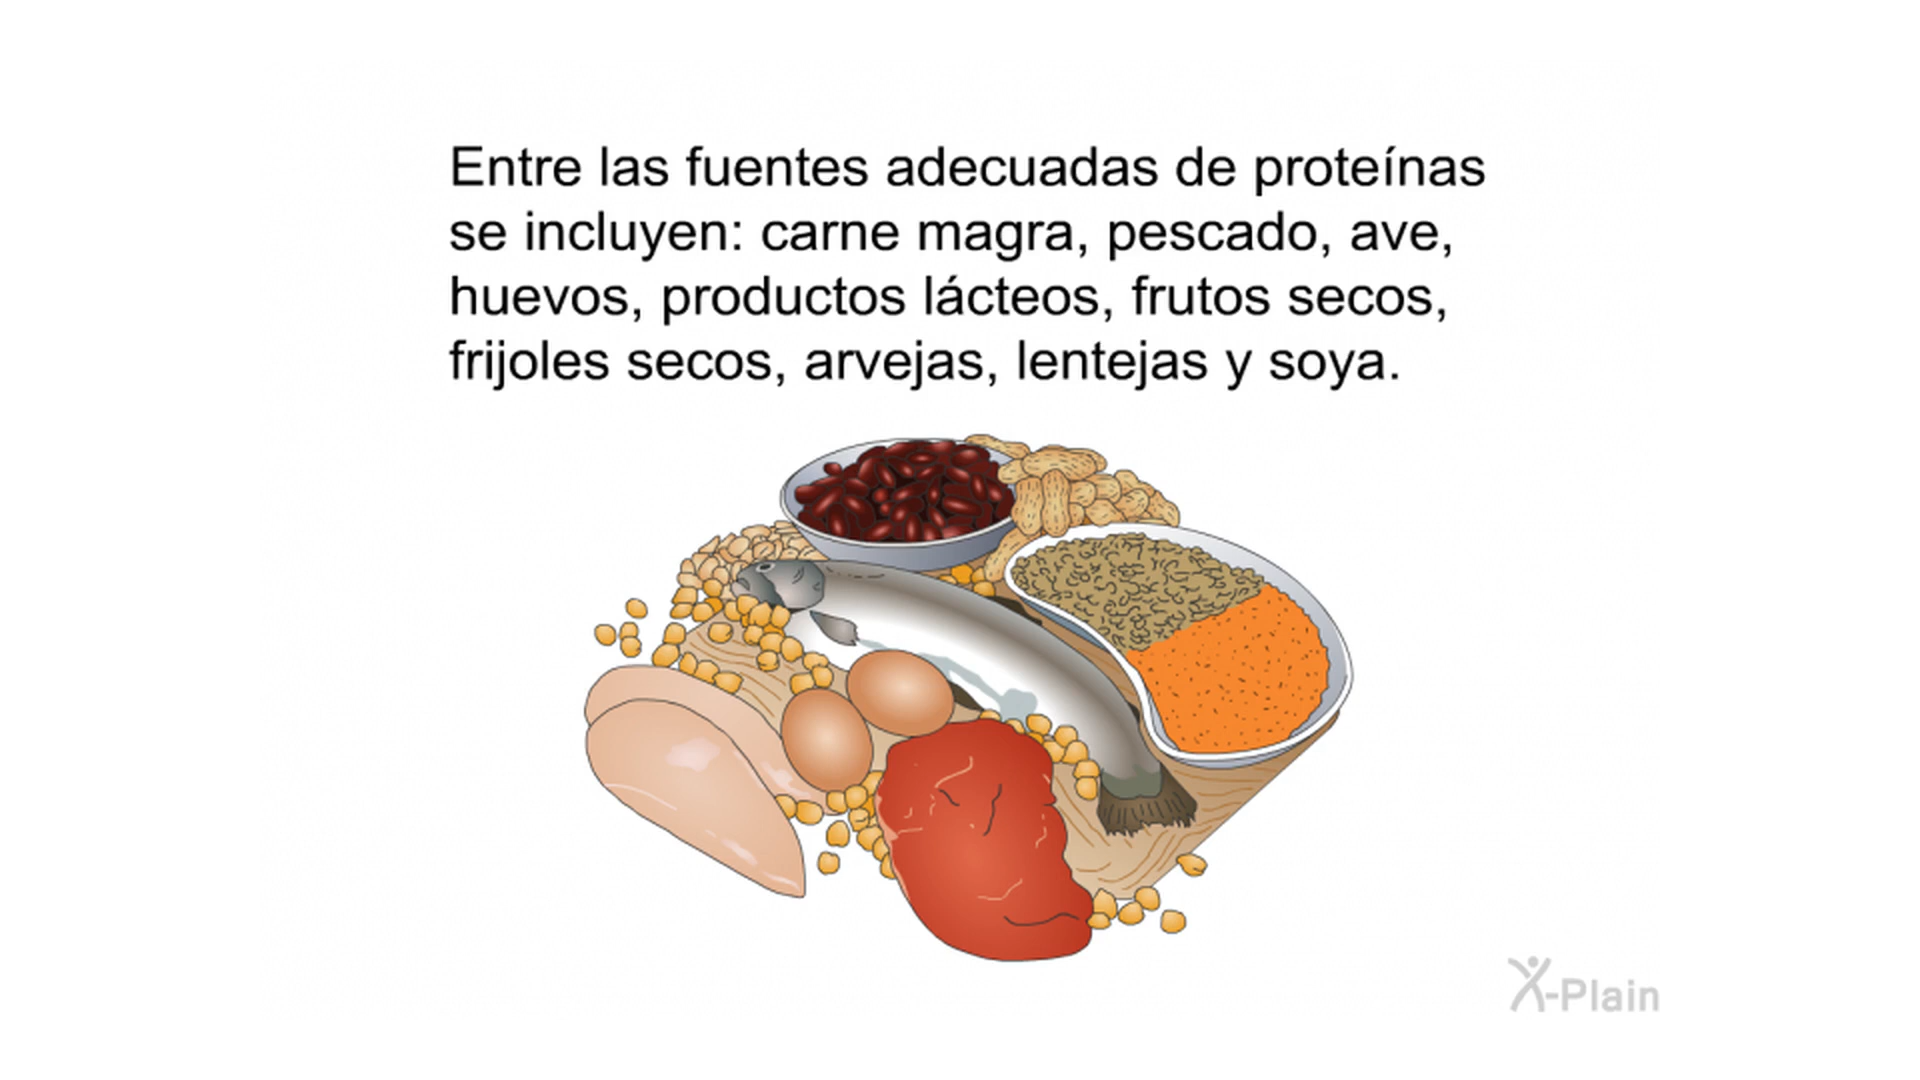 Entre las fuentes adecuadas de proteínas
se incluyen: carne magra, pescado, ave,
huevos, productos lácteos, frutos secos,
frijoles secos, arvejas, lentejas y soya.
X-Plain